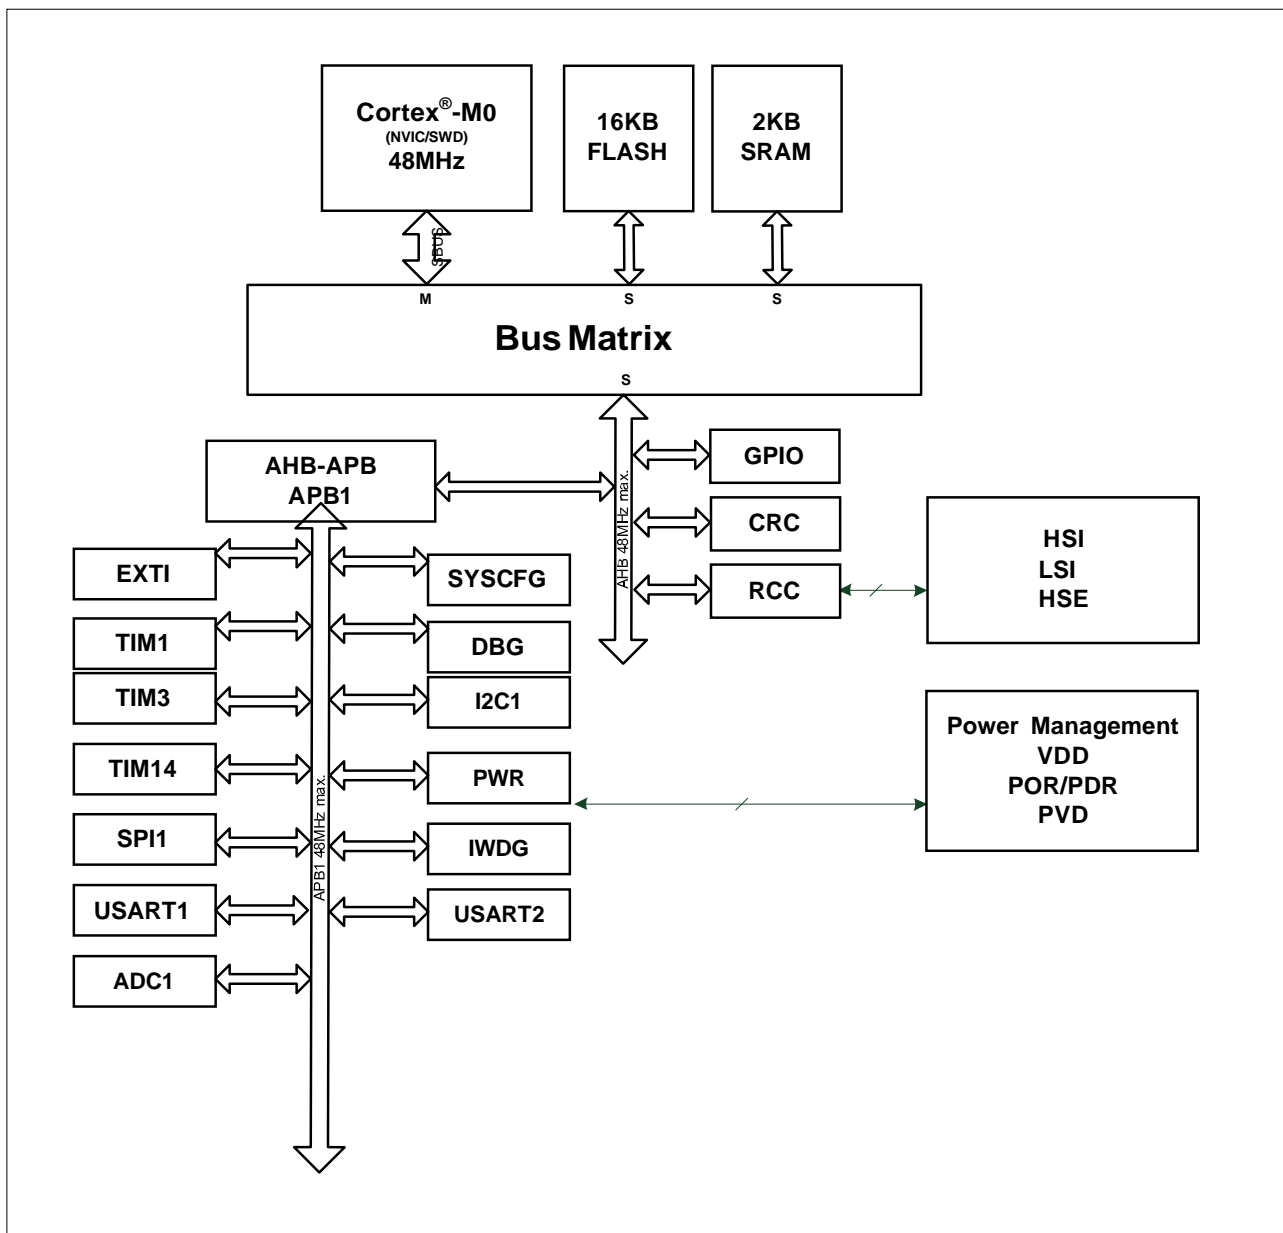 Cortex®-M0
(NVIC/SWD)
48MHz
16KB
FLASH
2KB
SRAM
SBUS
M
S
S
Bus Matrix
S
AHB-APB
APB1
AHB 48MHz max.
GPIO
CRC
RCC
HSI
LSI
HSE
EXTI
SYSCFG
TIM1
DBG
TIM3
I2C1
TIM14
PWR
SPI1
IWDG
USART1
USART2
ADC1
APB1 48MHz max.
Power Management
VDD
POR/PDR
PVD